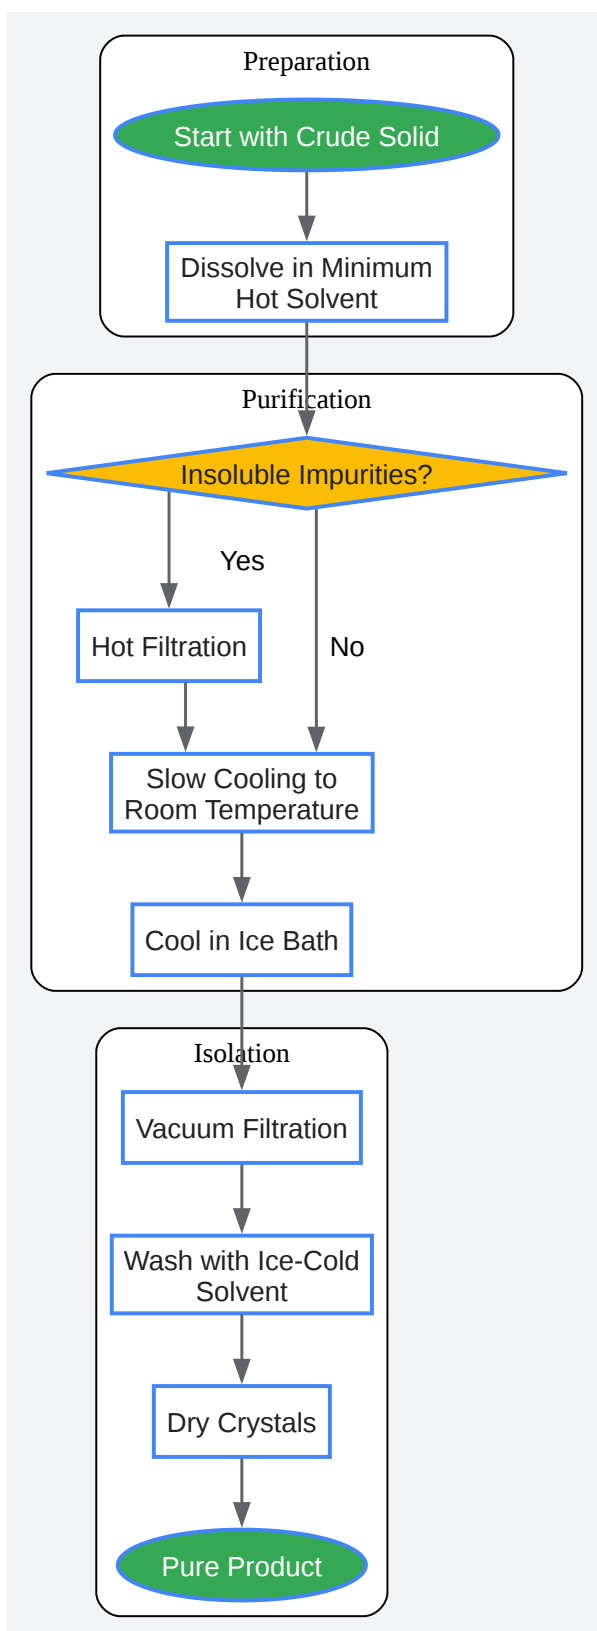 Preparation
Start with Crude Solid
Dissolve in Minimum
Hot Solvent
Purification
Insoluble Impurities?
Yes
Hot Filtration
No
Slow Cooling to
Room Temperature
Cool in Ice Bath
Isolation
Vacuum Filtration
Wash with Ice-Cold
Solvent
Dry Crystals
Pure Product